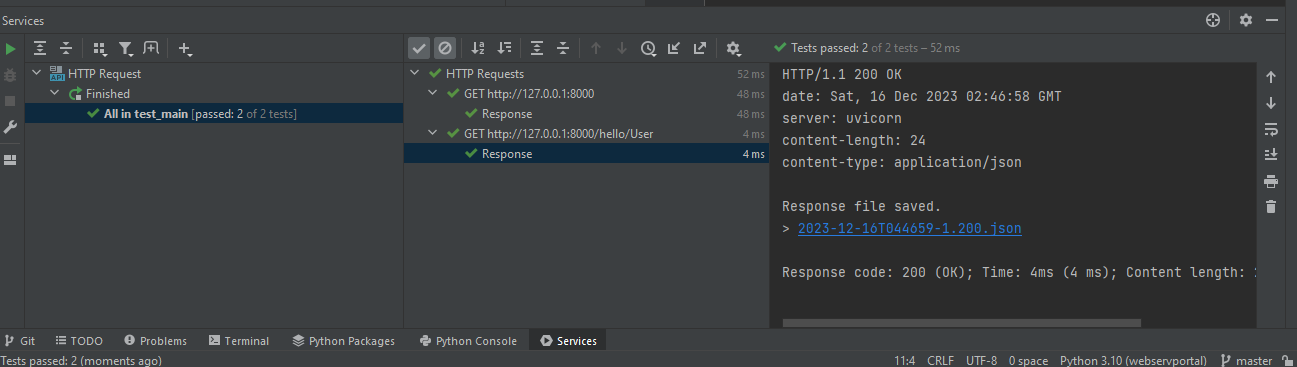 Services
Tests passed: 2 of 2 tests – 52 ms
HTTP Request
API
Finished
All in test_main [passed: 2 of 2 tests]
HTTP Requests 52 ms
GET http://127.0.0.1:8000 48 ms
Response 48 ms
GET http://127.0.0.1:8000/hello/User 4 ms
Response 4 ms
HTTP/1.1 200 OK
date: Sat, 16 Dec 2023 02:46:58 GMT
server: uvicorn
content-length: 24
content-type: application/json
Response file saved.
> 2023-12-16T044659-1.200.json
Response code: 200 (OK); Time: 4ms (4 ms); Content length:
Git TODO Problems Terminal Python Packages Python Console Services
Tests passed: 2 (moments ago) 11:4 CRLF UTF-8 0 space Python 3.10 (webservportal) master